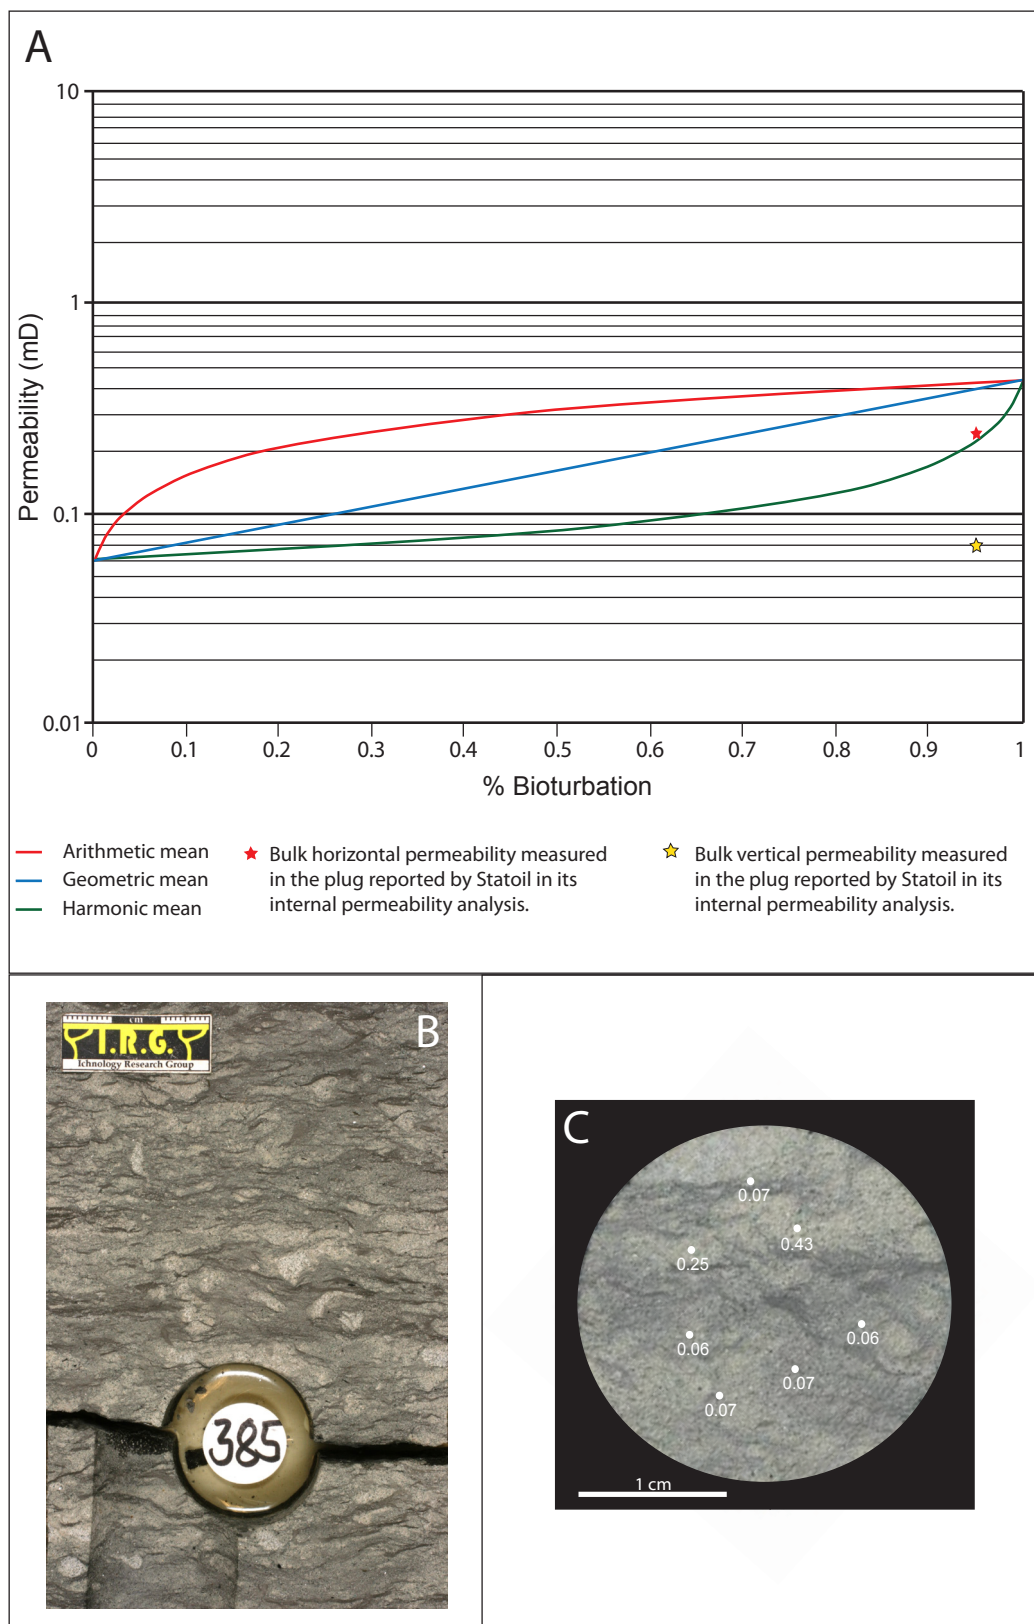 A
10
1
0.1
0.01
Permeability (mD)
0 0.1 0.2 0.3 0.4 0.5 0.6 0.7 0.8 0.9 1
% Bioturbation
Arithmetic mean
Geometric mean
Harmonic mean
Bulk horizontal permeability measured
in the plug reported by Statoil in its
internal permeability analysis.
Bulk vertical permeability measured
in the plug reported by Statoil in its
internal permeability analysis.
B
cm
I.R.G.
Ichnology Research Group
385
C
0.07
0.43
0.25
0.06
0.06
0.07
0.07
1 cm